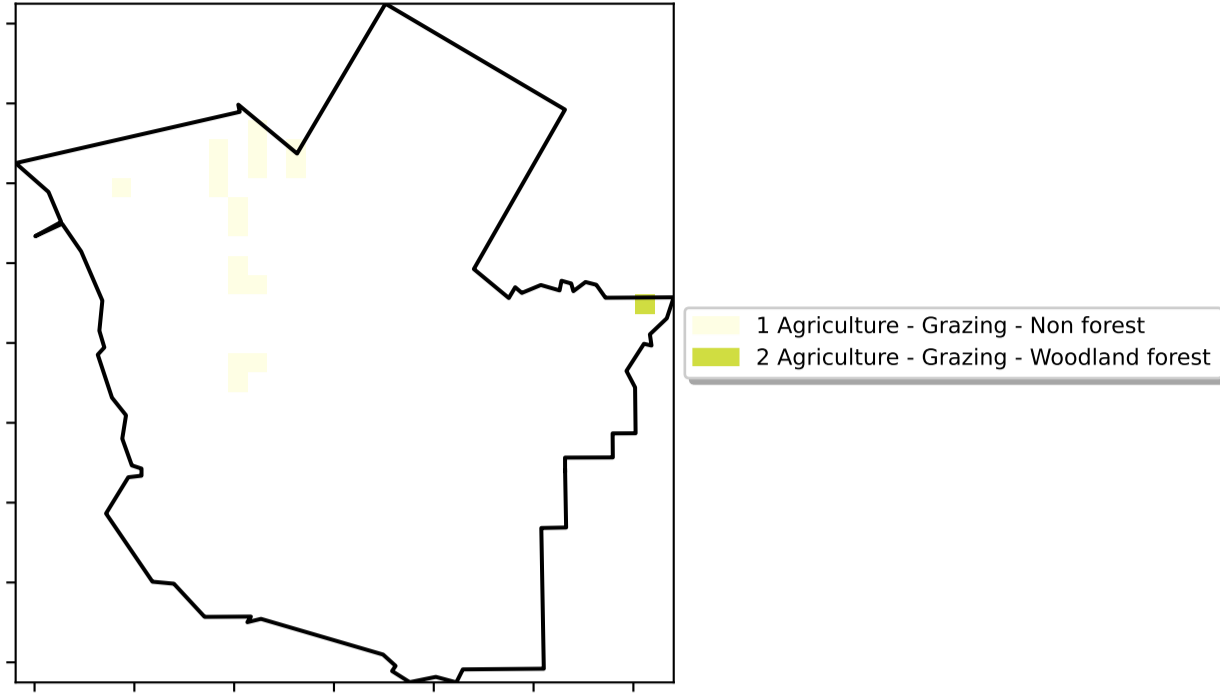 1 Agriculture - Grazing - Non forest
2 Agriculture - Grazing - Woodland forest